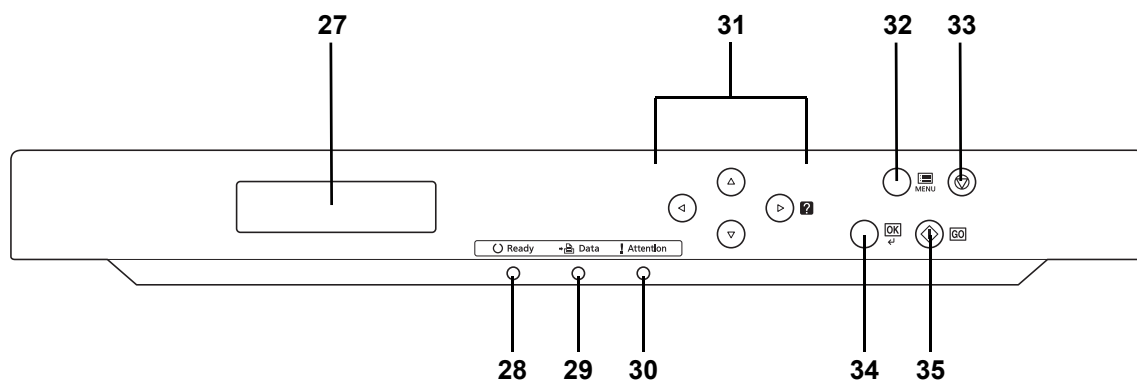 27 31 32 33
MENU
?
OK
GO
Ready Data ! Attention
28 29 30 34 35